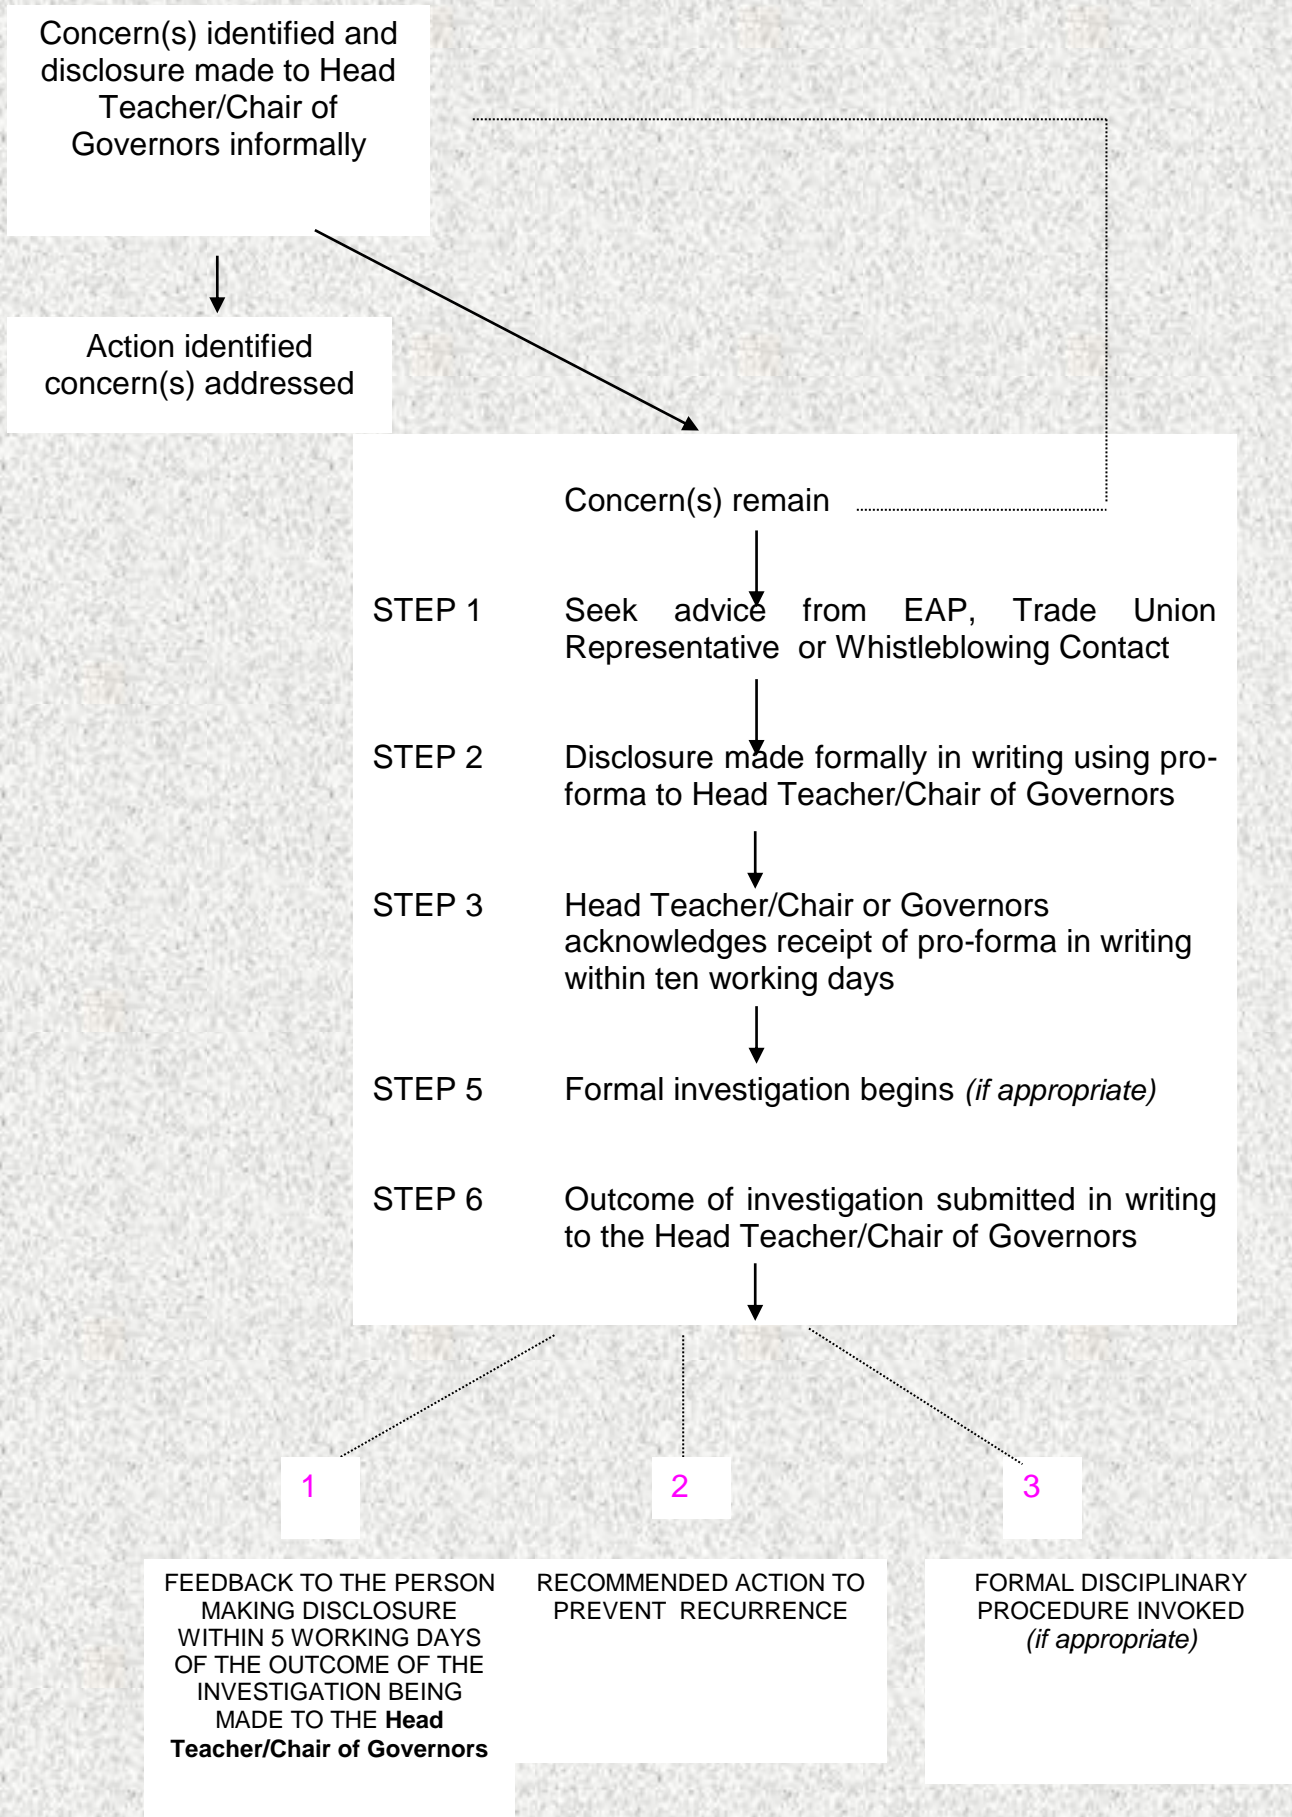 Concern(s) identified and
disclosure made to Head
Teacher/Chair of
Governors informally
Action identified
concern(s) addressed
Concern(s) remain
STEP 1 Seek advice from EAP, Trade Union
Representative or Whistleblowing Contact
STEP 2 Disclosure made formally in writing using pro-
forma to Head Teacher/Chair of Governors
STEP 3 Head Teacher/Chair or Governors
acknowledges receipt of pro-forma in writing
within ten working days
STEP 5 Formal investigation begins (if appropriate)
STEP 6 Outcome of investigation submitted in writing
to the Head Teacher/Chair of Governors
1
FEEDBACK TO THE PERSON
MAKING DISCLOSURE
WITHIN 5 WORKING DAYS
OF THE OUTCOME OF THE
INVESTIGATION BEING
MADE TO THE Head
Teacher/Chair of Governors
2
RECOMMENDED ACTION TO
PREVENT RECURRENCE
3
FORMAL DISCIPLINARY
PROCEDURE INVOKED
(if appropriate)